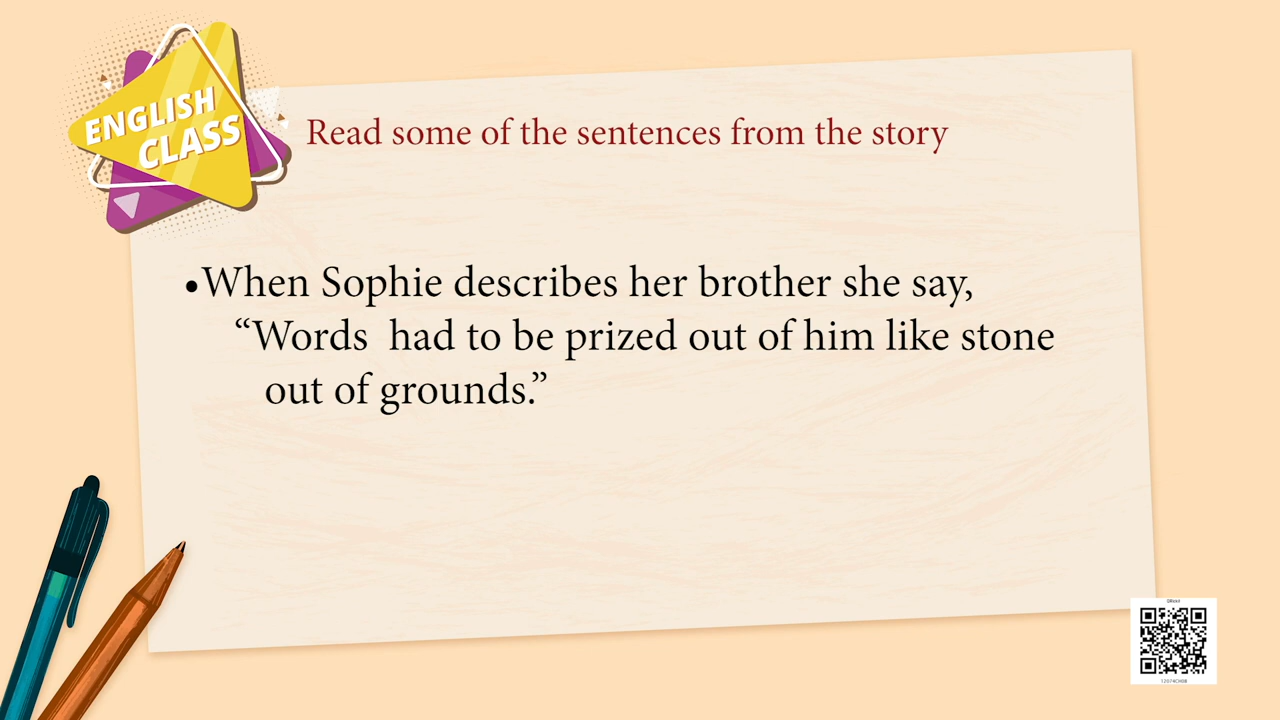 ENGLISH
CLASS
Read some of the sentences from the story
•When Sophie describes her brother she say,
“Words had to be prized out of him like stone
out of grounds.”
12074CH08